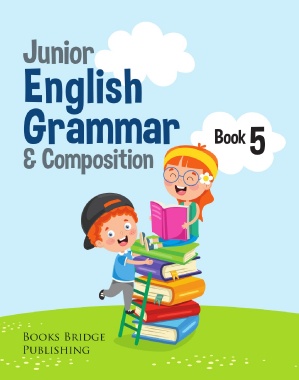 Junior
English
Grammar
& Composition
Book 5
Books Bridge
Publishing